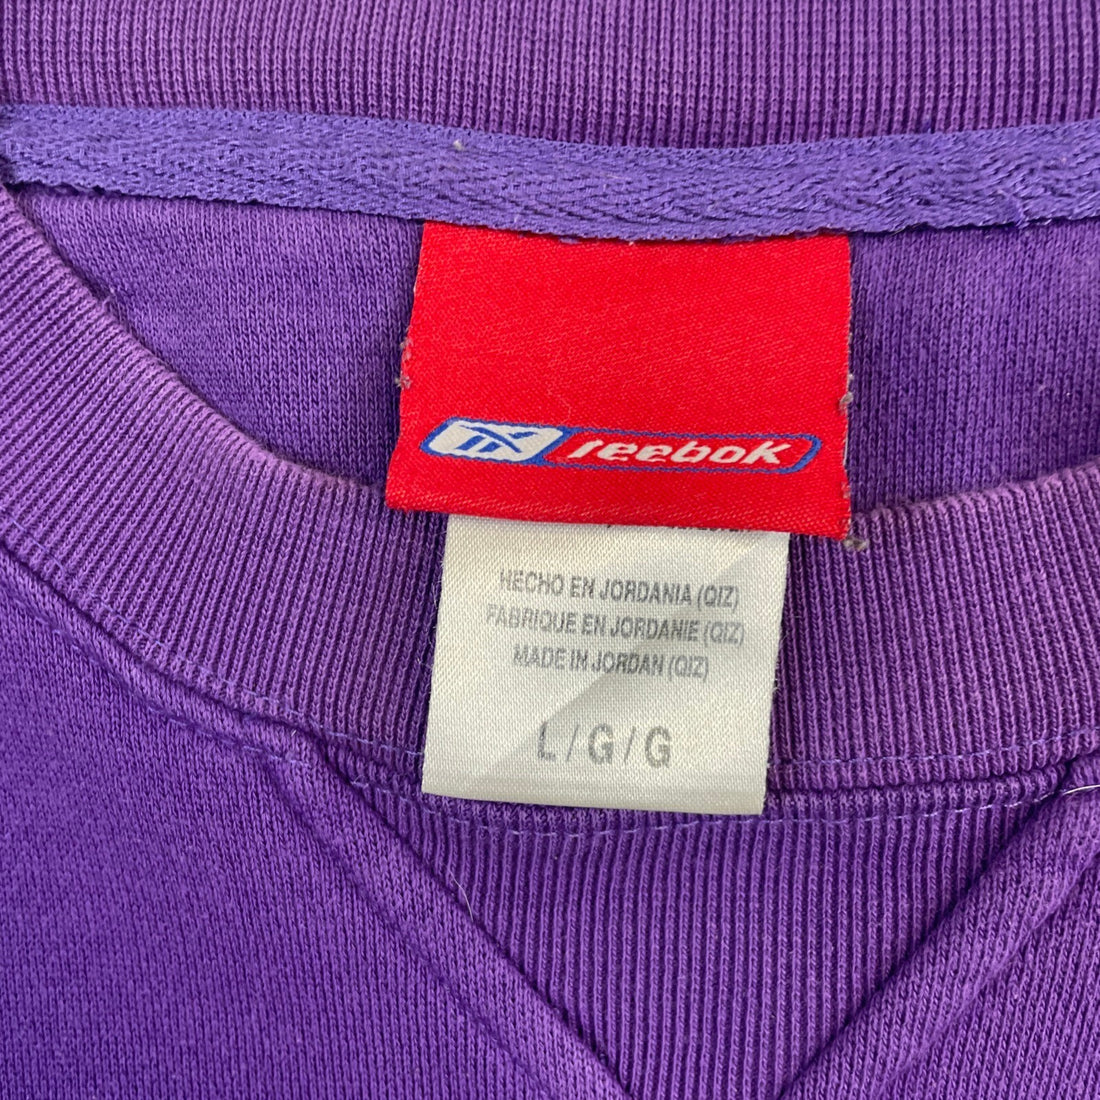 reebok
HECHO EN JORDANIA (QIZ)
FABRIQUE EN JORDANIE (QIZ)
MADE IN JORDAN (QIZ)
L / G / G